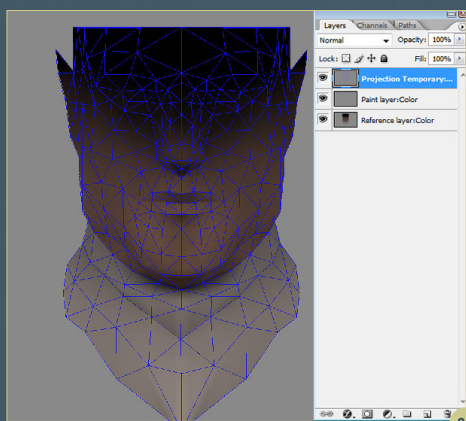 Layers Channels Paths
Normal Opacity: 100%
Lock: Fill: 100%
Projection Temporary:...
Paint layer:Color
Reference layer:Color